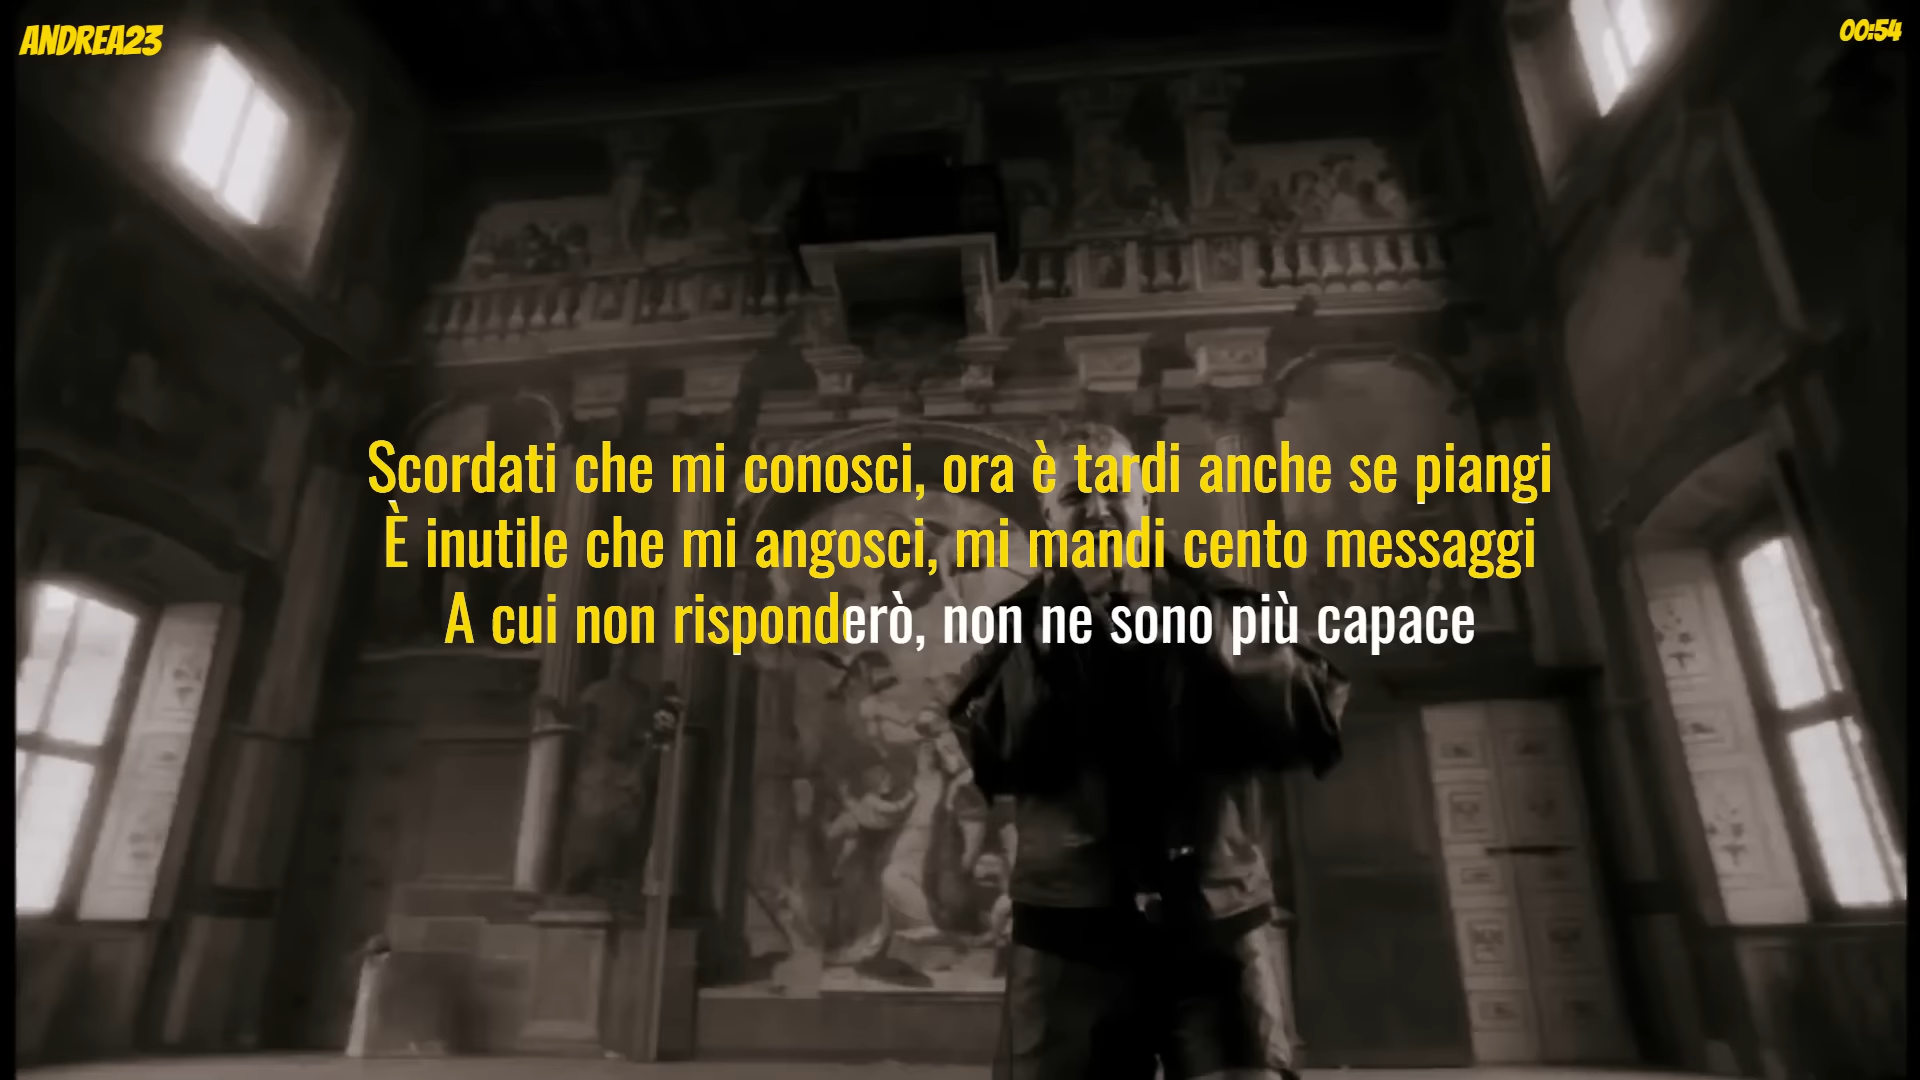 ANDREA23
00:54
Scordati che mi conosci, ora è tardi anche se piangi
È inutile che mi angosci, mi mandi cento messaggi
A cui non risponderò, non ne sono più capace